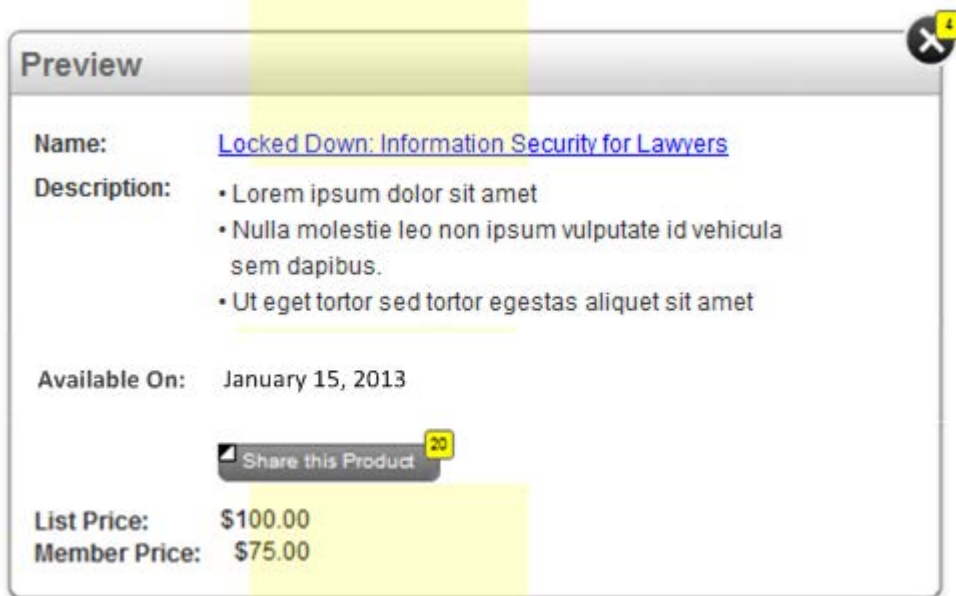 4
Preview
Name: Locked Down: Information Security for Lawyers
Description: • Lorem ipsum dolor sit amet
• Nulla molestie leo non ipsum vulputate id vehicula
sem dapibus.
• Ut eget tortor sed tortor egestas aliquet sit amet
Available On: January 15, 2013
Share this Product 20
List Price: $100.00
Member Price: $75.00